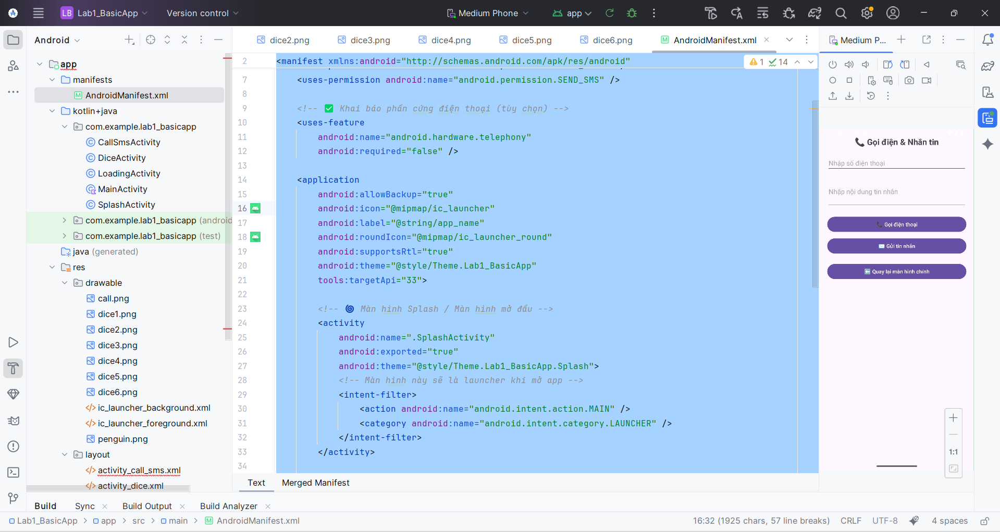 LB Lab1_BasicApp Version control Medium Phone app
Android
app
manifests
AndroidManifest.xml
kotlin+java
com.example.lab1_basicapp
CallSmsActivity
DiceActivity
LoadingActivity
MainActivity
SplashActivity
com.example.lab1_basicapp (android
com.example.lab1_basicapp (test)
java (generated)
res
drawable
call.png
dice1.png
dice2.png
dice3.png
dice4.png
dice5.png
dice6.png
ic_launcher_background.xml
ic_launcher_foreground.xml
penguin.png
layout
activity_call_sms.xml
activity_dice.xml
dice2.png dice3.png dice4.png dice5.png dice6.png AndroidManifest.xml
2 <manifest xmlns:android="http://schemas.android.com/apk/res/android"
1 14
7 <uses-permission android:name="android.permission.SEND_SMS" />
8
9 <!-- ✅ Khai báo phần cứng điện thoại (tùy chọn) -->
10 <uses-feature
11 android:name="android.hardware.telephony"
12 android:required="false" />
13
14 <application
15 android:allowBackup="true"
16 android:icon="@mipmap/ic_launcher"
17 android:label="@string/app_name"
18 android:roundIcon="@mipmap/ic_launcher_round"
19 android:supportsRtl="true"
20 android:theme="@style/Theme.Lab1_BasicApp"
21 tools:targetApi="33">
22
23 <!-- 🌀 Màn hình Splash / Màn hình mở đầu -->
24 <activity
25 android:name=".SplashActivity"
26 android:exported="true"
27 android:theme="@style/Theme.Lab1_BasicApp.Splash">
28 <!-- Màn hình này sẽ là launcher khi mở app -->
29 <intent-filter>
30 <action android:name="android.intent.action.MAIN" />
31 <category android:name="android.intent.category.LAUNCHER" />
32 </intent-filter>
33 </activity>
34
Text Merged Manifest
Medium P...
📞 Gọi điện & Nhắn tin
Nhập số điện thoại
Nhập nội dung tin nhắn
📞 Gọi điện thoại
✉️ Gửi tin nhắn
⬅️ Quay lại màn hình chính
1:1
Build Sync Build Output Build Analyzer
Lab1_BasicApp > app > src > main > AndroidManifest.xml
16:32 (1925 chars, 57 line breaks) CRLF UTF-8 4 spaces